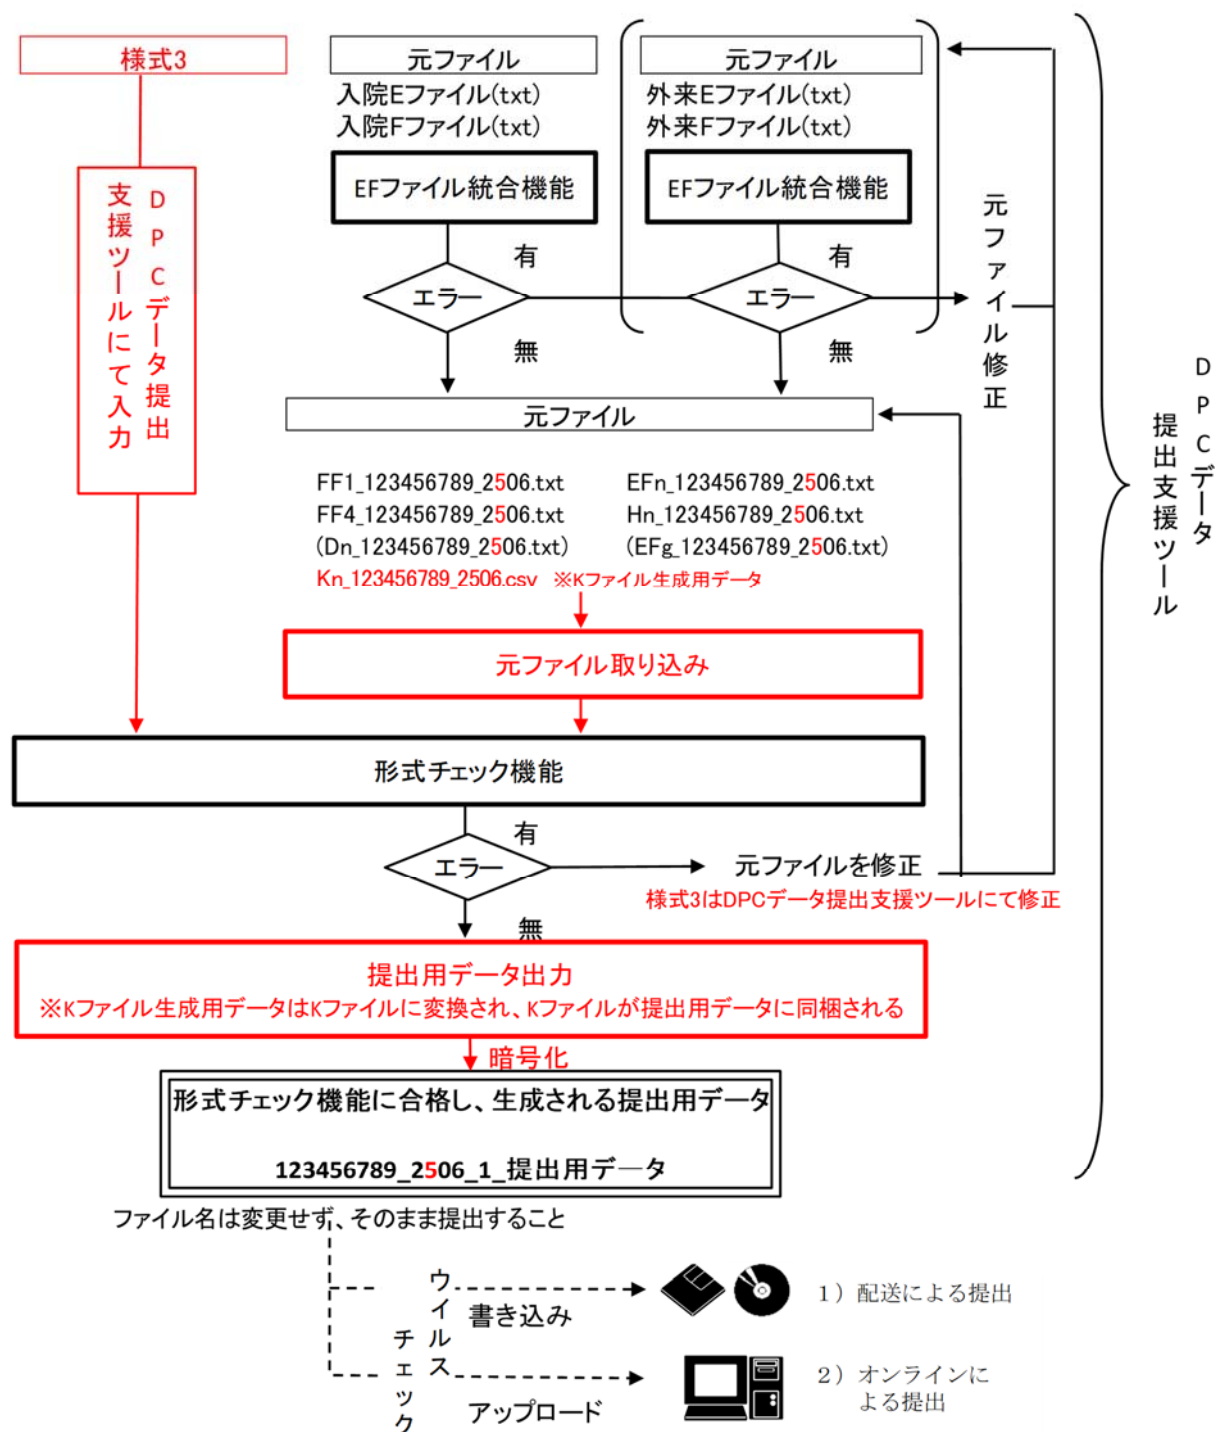 様式3
DPCデータ提出
支援ツールにて入力
元ファイル
入院Eファイル(txt)
入院Fファイル(txt)
EFファイル統合機能
有
エラー
無
元ファイル
外来Eファイル(txt)
外来Fファイル(txt)
EFファイル統合機能
有
エラー
無
元ファイル修正
元ファイル
FF1_123456789_2506.txt
EFn_123456789_2506.txt
FF4_123456789_2506.txt
Hn_123456789_2506.txt
(Dn_123456789_2506.txt)
(EFg_123456789_2506.txt)
Kn_123456789_2506.csv ※Kファイル生成用データ
元ファイル取り込み
形式チェック機能
有
エラー
元ファイルを修正
様式3はDPCデータ提出支援ツールにて修正
無
提出用データ出力
※Kファイル生成用データはKファイルに変換され、Kファイルが提出用データに同梱される
暗号化
形式チェック機能に合格し、生成される提出用データ
123456789_2506_1_提出用データ
ファイル名は変更せず、そのまま提出すること
ウイルス
チェック
書き込み
1）配送による提出
アップロード
2）オンラインに
よる提出
DPCデータ
提出支援ツール